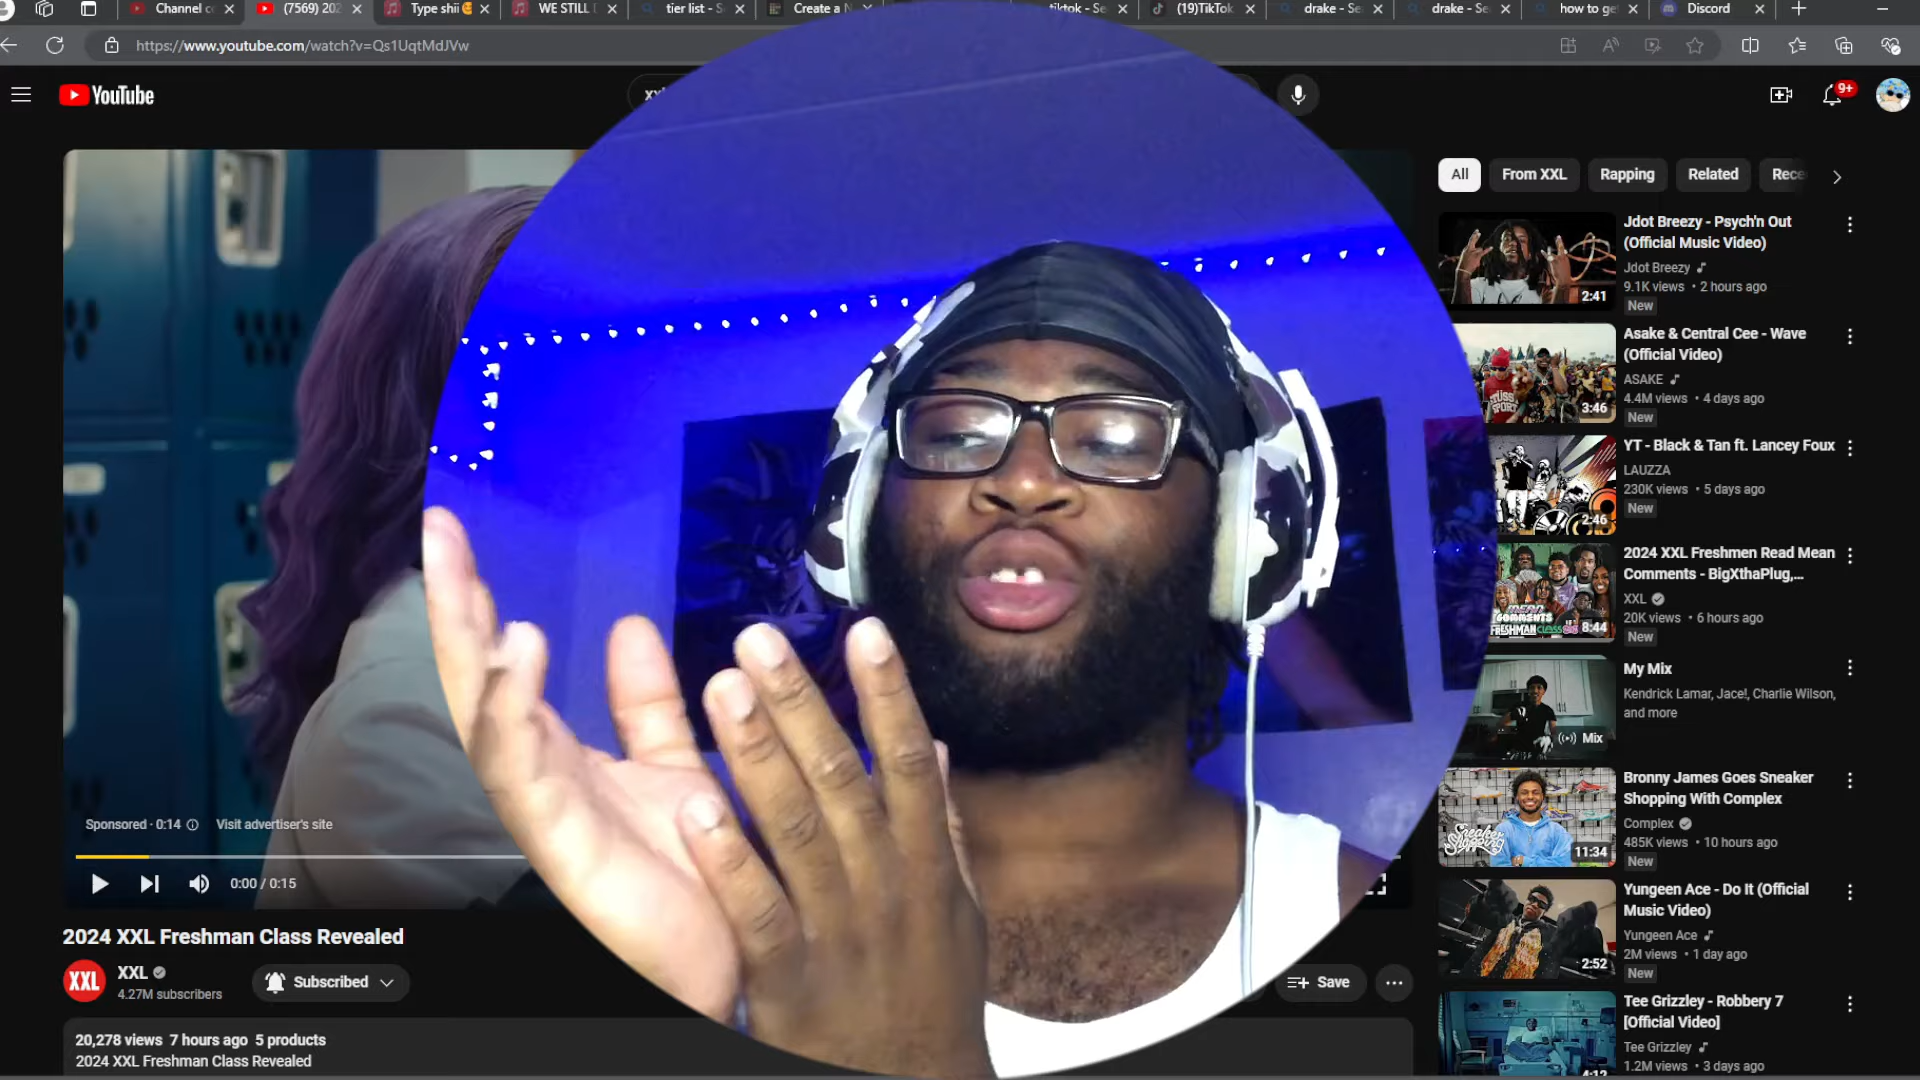 Channel c
(7569) 202
Type shii
WE STILL
tier list - S
Create a
tiktok - Se
(19)TikTok
drake - Se
drake - Se
how to ge
Discord
https://www.youtube.com/watch?v=Qs1UqtMdJVw
YouTube
xx
9+
All
From XXL
Rapping
Related
Rece
Jdot Breezy - Psych'n Out
(Official Music Video)
Jdot Breezy
9.1K views • 2 hours ago
New
2:41
Asake & Central Cee - Wave
(Official Video)
ASAKE
4.4M views • 4 days ago
New
3:46
YT - Black & Tan ft. Lancey Foux
LAUZZA
230K views • 5 days ago
New
2:46
2024 XXL Freshmen Read Mean
Comments - BigXthaPlug,...
XXL
20K views • 6 hours ago
New
MEAN
COMMENTS
FRESHMAN CLASS
8:44
My Mix
Kendrick Lamar, Jace!, Charlie Wilson,
and more
Mix
Bronny James Goes Sneaker
Shopping With Complex
Complex
485K views • 10 hours ago
New
Sneaker
Shopping
11:34
Yungeen Ace - Do It (Official
Music Video)
Yungeen Ace
2M views • 1 day ago
New
2:52
Tee Grizzley - Robbery 7
[Official Video]
Tee Grizzley
1.2M views • 3 days ago
4:12
Sponsored · 0:14
Visit advertiser's site
0:00 / 0:15
2024 XXL Freshman Class Revealed
XXL
XXL
4.27M subscribers
Subscribed
Save
20,278 views 7 hours ago 5 products
2024 XXL Freshman Class Revealed